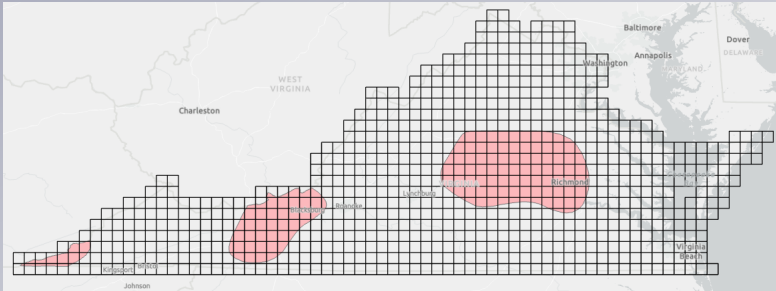 Baltimore
Dover
Annapolis
DELAWARE
Washington
WEST
VIRGINIA
Charleston
Richmond
Lynchburg
Roanoke
Blacksburg
Virginia
Beach
Kingsport
Bristol
Johnson